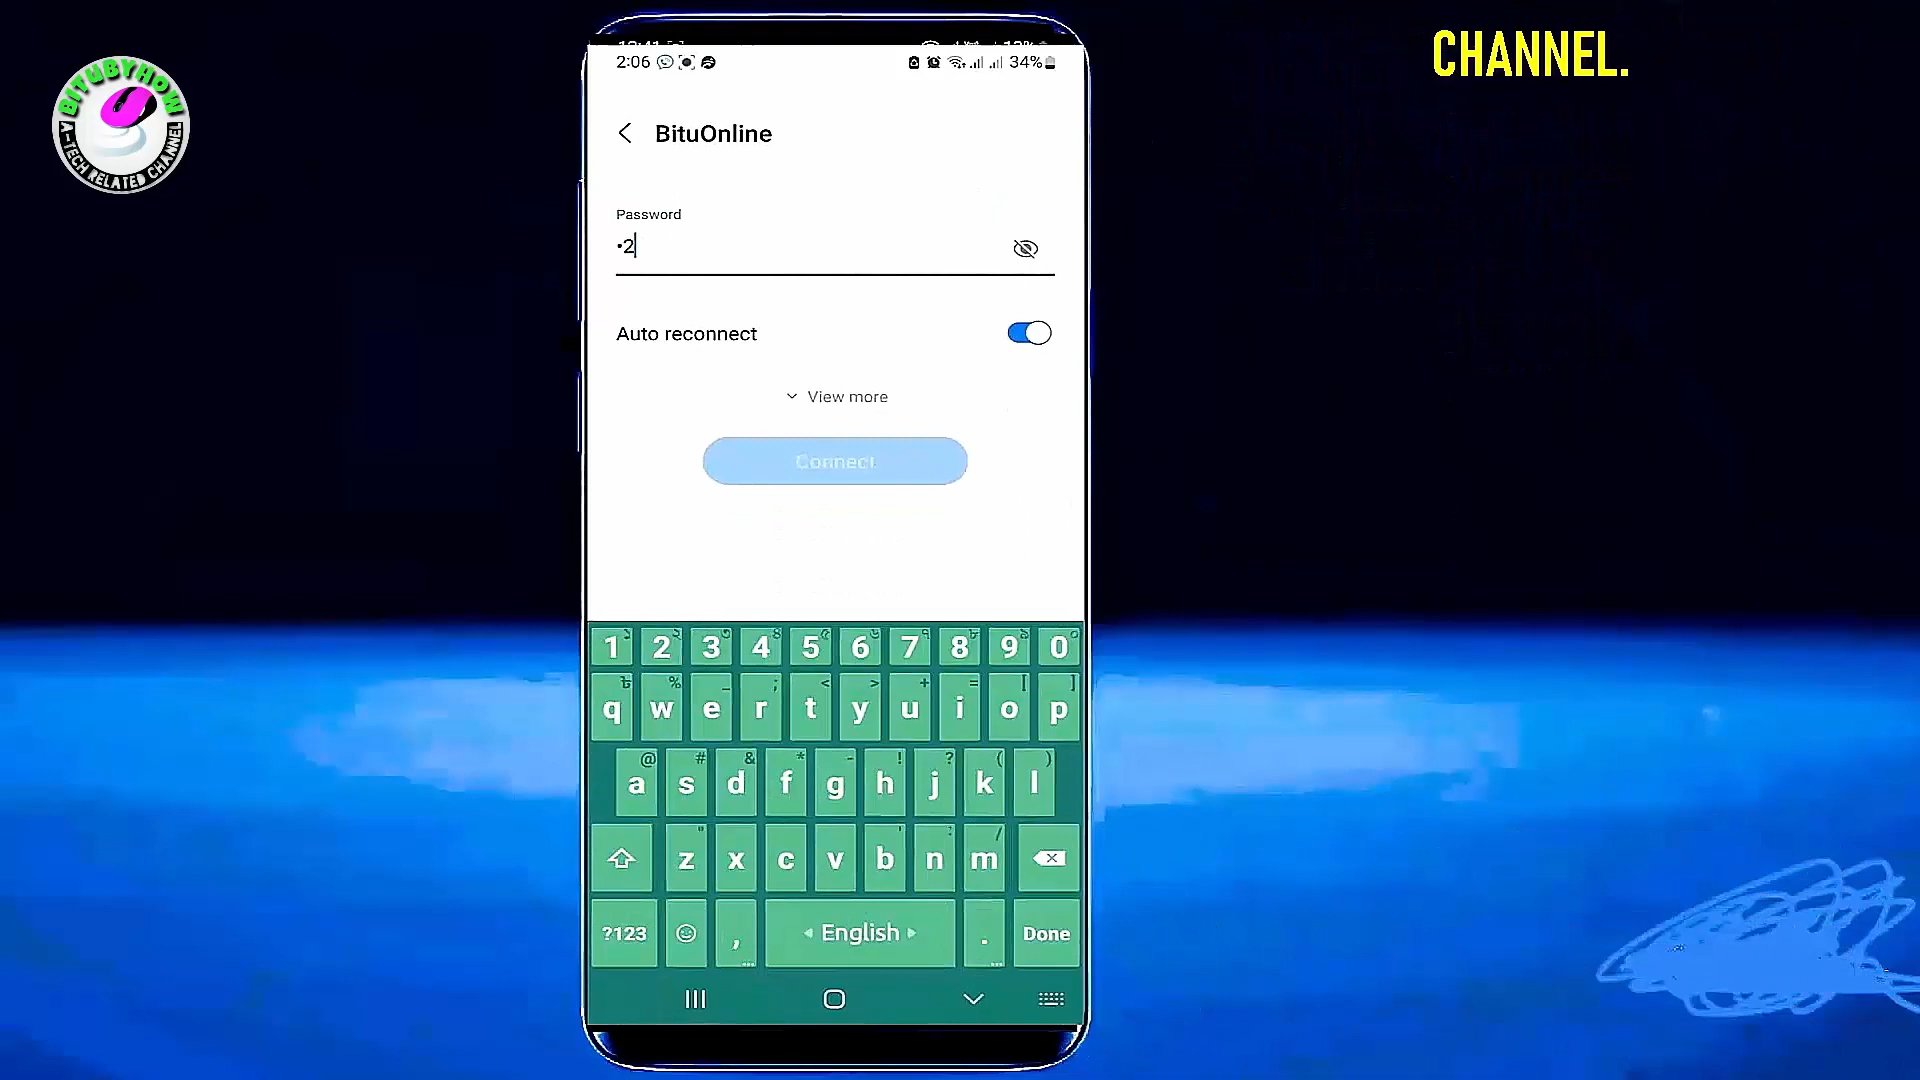 CHANNEL.
BITUBYHOW
A-TECH RELATED CHANNEL
2:06
34%
BituOnline
Password
•2
Auto reconnect
View more
Connect
1 2 3 4 5 6 7 8 9 0
q w e r t y u i o p
a s d f g h j k l
z x c v b n m
?123 , English . Done